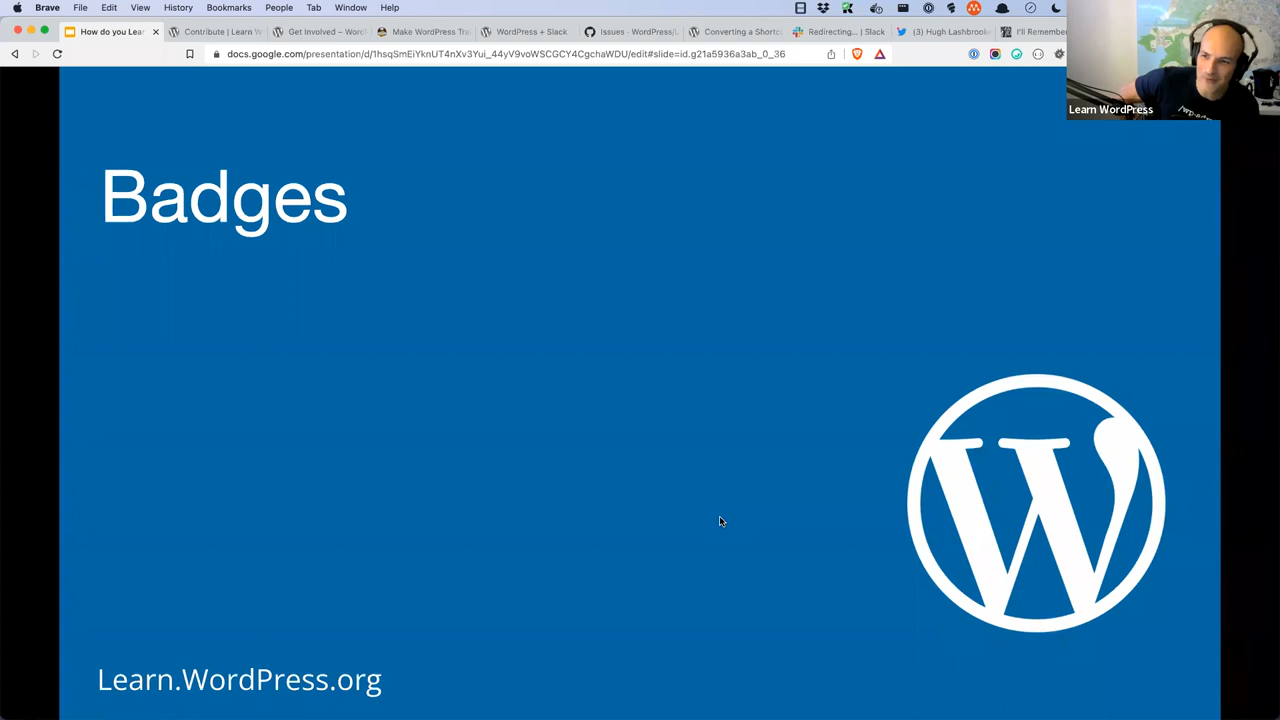 Brave File Edit View History Bookmarks People Tab Window Help
How do you Lear Contribute | Learn W Get Involved – Word Make WordPress Tra WordPress + Slack Issues · WordPress/L Converting a Shortc Redirecting... | Slack (3) Hugh Lashbrooke I'll Remember
docs.google.com/presentation/d/1hsqSmEiYknUT4nXv3Yui_44yV9voWSCGCY4CgchaWDU/edit#slide=id.g21a5936a3ab_0_36
Learn WordPress
Badges
Learn.WordPress.org